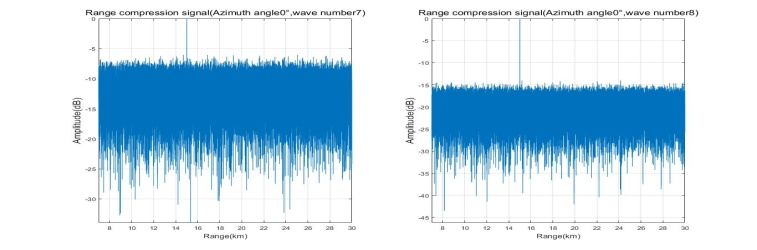 Range compression signal(Azimuth angle0°,wave number7)
0
-5
-10
-15
-20
-25
-30
Amplitude(dB)
8 10 12 14 16 18 20 22 24 26 28 30
Range(km)
Range compression signal(Azimuth angle0°,wave number8)
0
-5
-10
-15
-20
-25
-30
-35
-40
-45
Amplitude(dB)
8 10 12 14 16 18 20 22 24 26 28 30
Range(km)